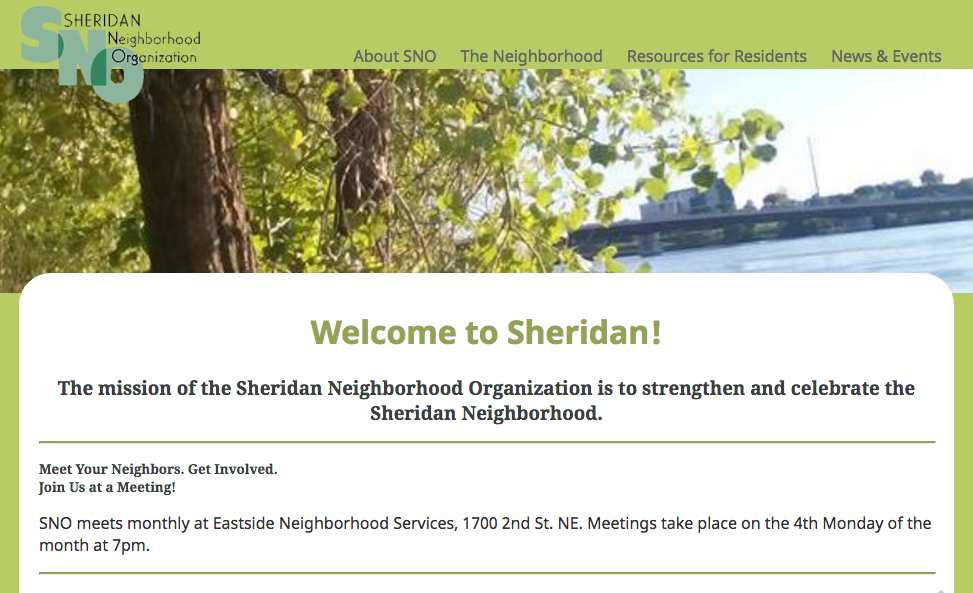 SHERIDAN
Neighborhood
Organization
SNO
About SNO The Neighborhood Resources for Residents News & Events
Welcome to Sheridan!
The mission of the Sheridan Neighborhood Organization is to strengthen and celebrate the
Sheridan Neighborhood.
Meet Your Neighbors. Get Involved.
Join Us at a Meeting!
SNO meets monthly at Eastside Neighborhood Services, 1700 2nd St. NE. Meetings take place on the 4th Monday of the
month at 7pm.